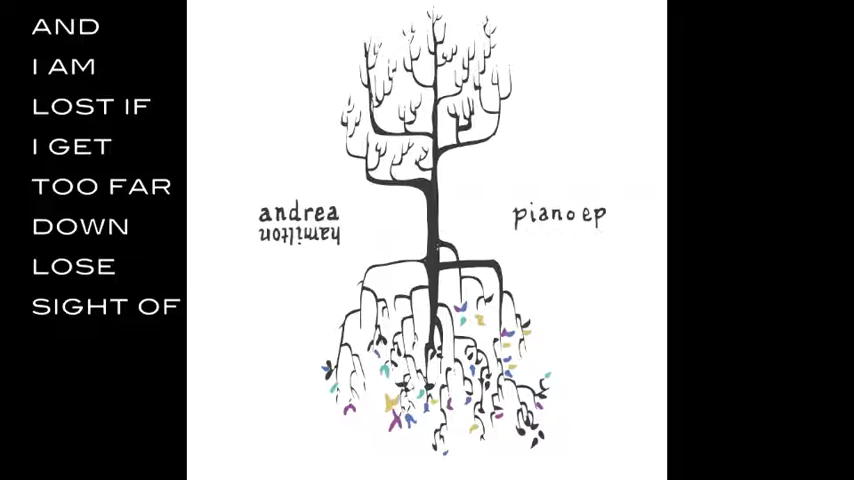 AND
I AM
LOST IF
I GET
TOO FAR
DOWN
LOSE
SIGHT OF
andrea
hamilton
piano ep